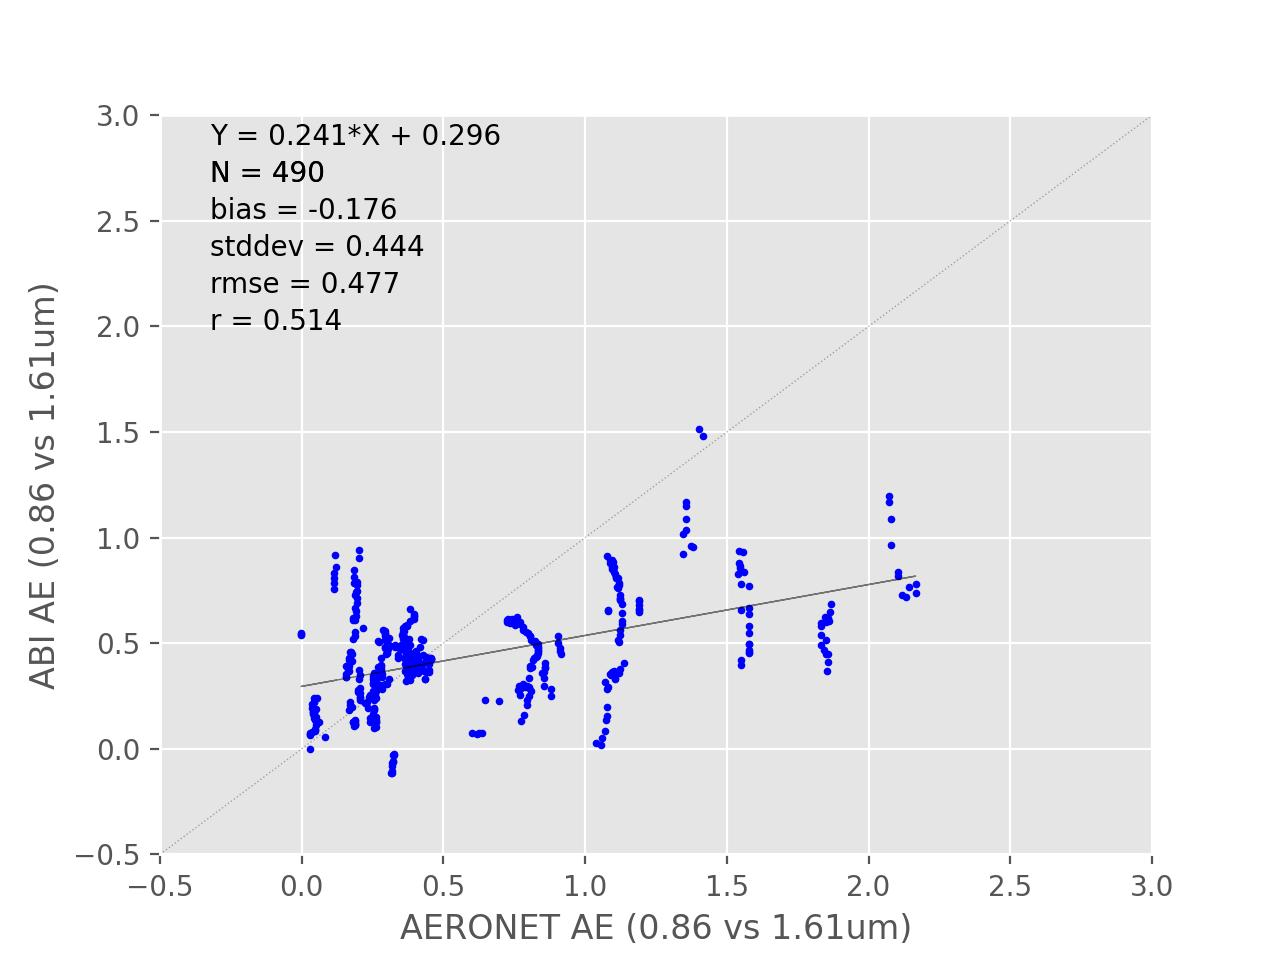 Y = 0.241*X + 0.296
N = 490
bias = -0.176
stddev = 0.444
rmse = 0.477
r = 0.514
3.0
2.5
2.0
1.5
1.0
0.5
0.0
−0.5
−0.5 0.0 0.5 1.0 1.5 2.0 2.5 3.0
ABI AE (0.86 vs 1.61um)
AERONET AE (0.86 vs 1.61um)